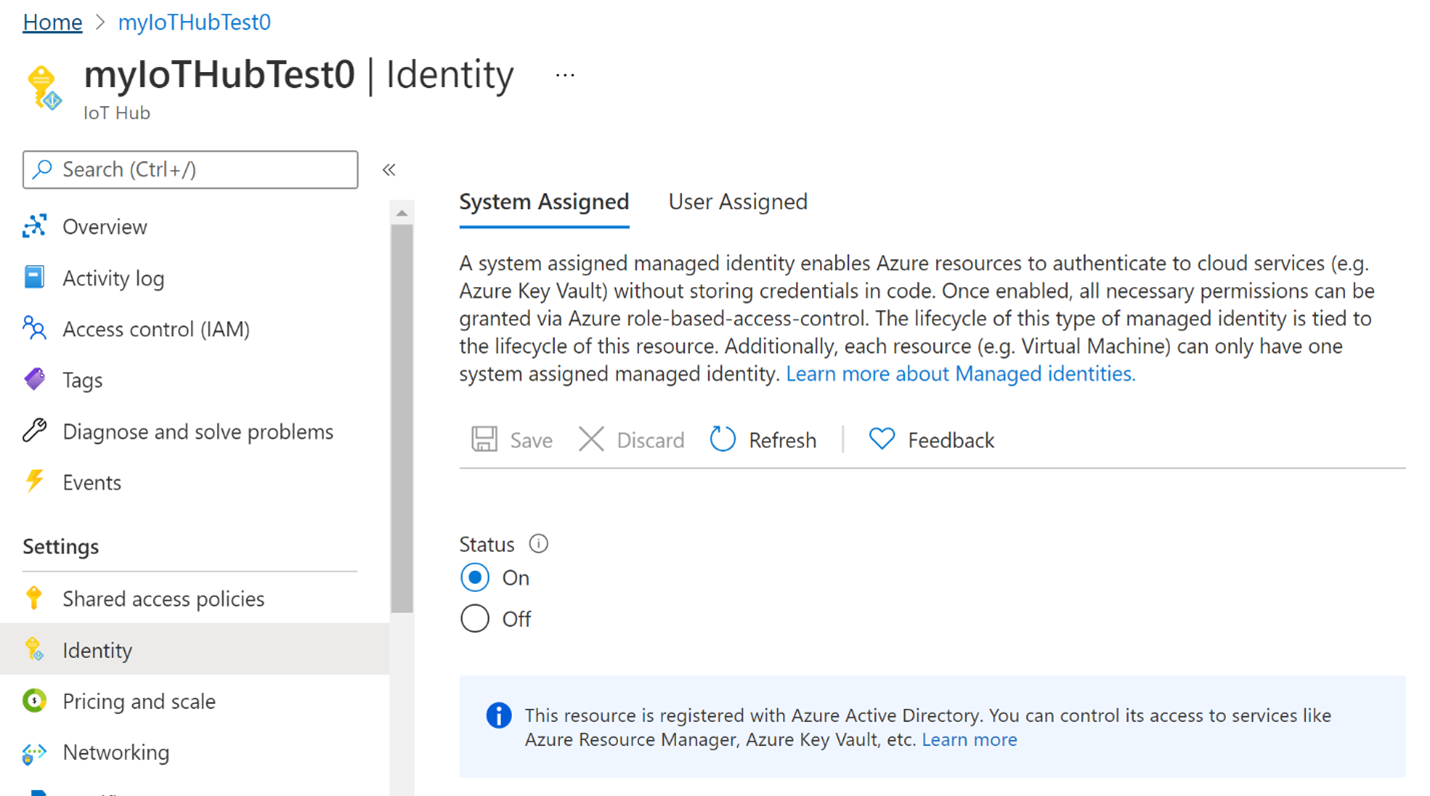 Home > myIoTHubTest0
myIoTHubTest0 | Identity ...
IoT Hub
Search (Ctrl+/)
«
Overview
Activity log
Access control (IAM)
Tags
Diagnose and solve problems
Events
Settings
Shared access policies
Identity
Pricing and scale
Networking
System Assigned User Assigned
A system assigned managed identity enables Azure resources to authenticate to cloud services (e.g.
Azure Key Vault) without storing credentials in code. Once enabled, all necessary permissions can be
granted via Azure role-based-access-control. The lifecycle of this type of managed identity is tied to
the lifecycle of this resource. Additionally, each resource (e.g. Virtual Machine) can only have one
system assigned managed identity. Learn more about Managed identities.
Save Discard Refresh Feedback
Status
On
Off
This resource is registered with Azure Active Directory. You can control its access to services like
Azure Resource Manager, Azure Key Vault, etc. Learn more